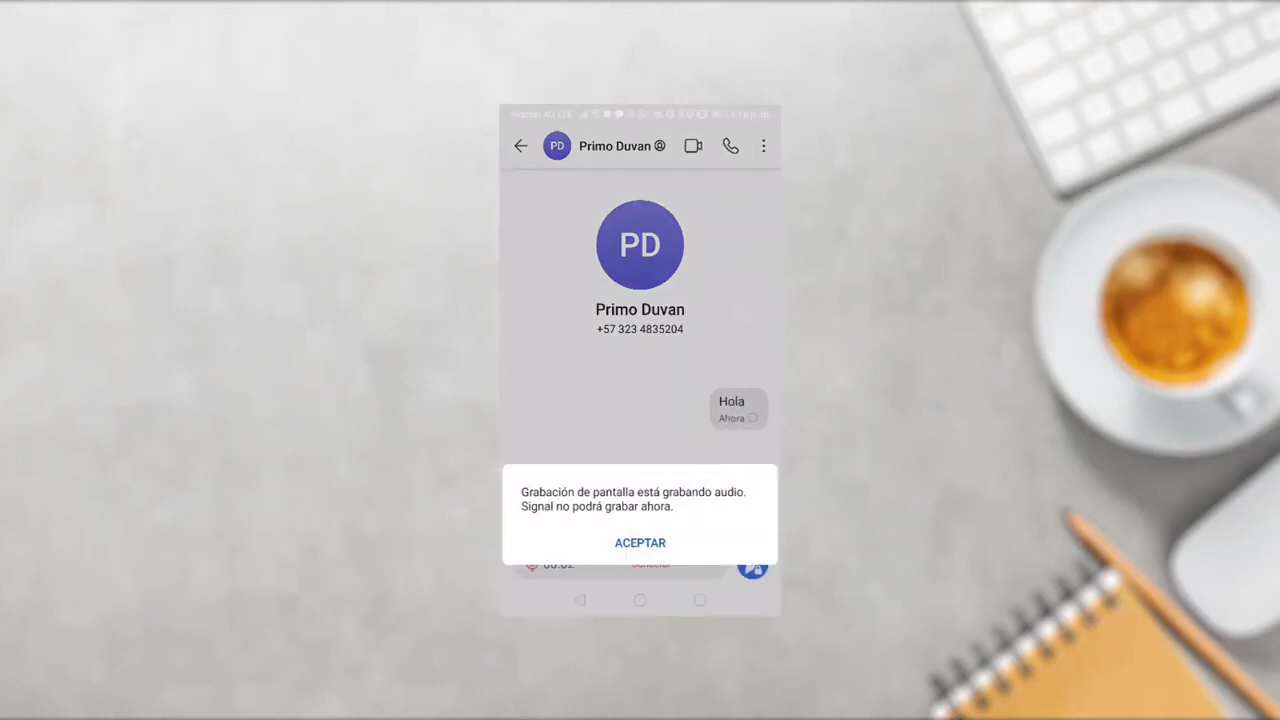 PD
Primo Duvan
PD
Primo Duvan
+57 323 4835204
Hola
Ahora
Grabación de pantalla está grabando audio.
Signal no podrá grabar ahora.
ACEPTAR